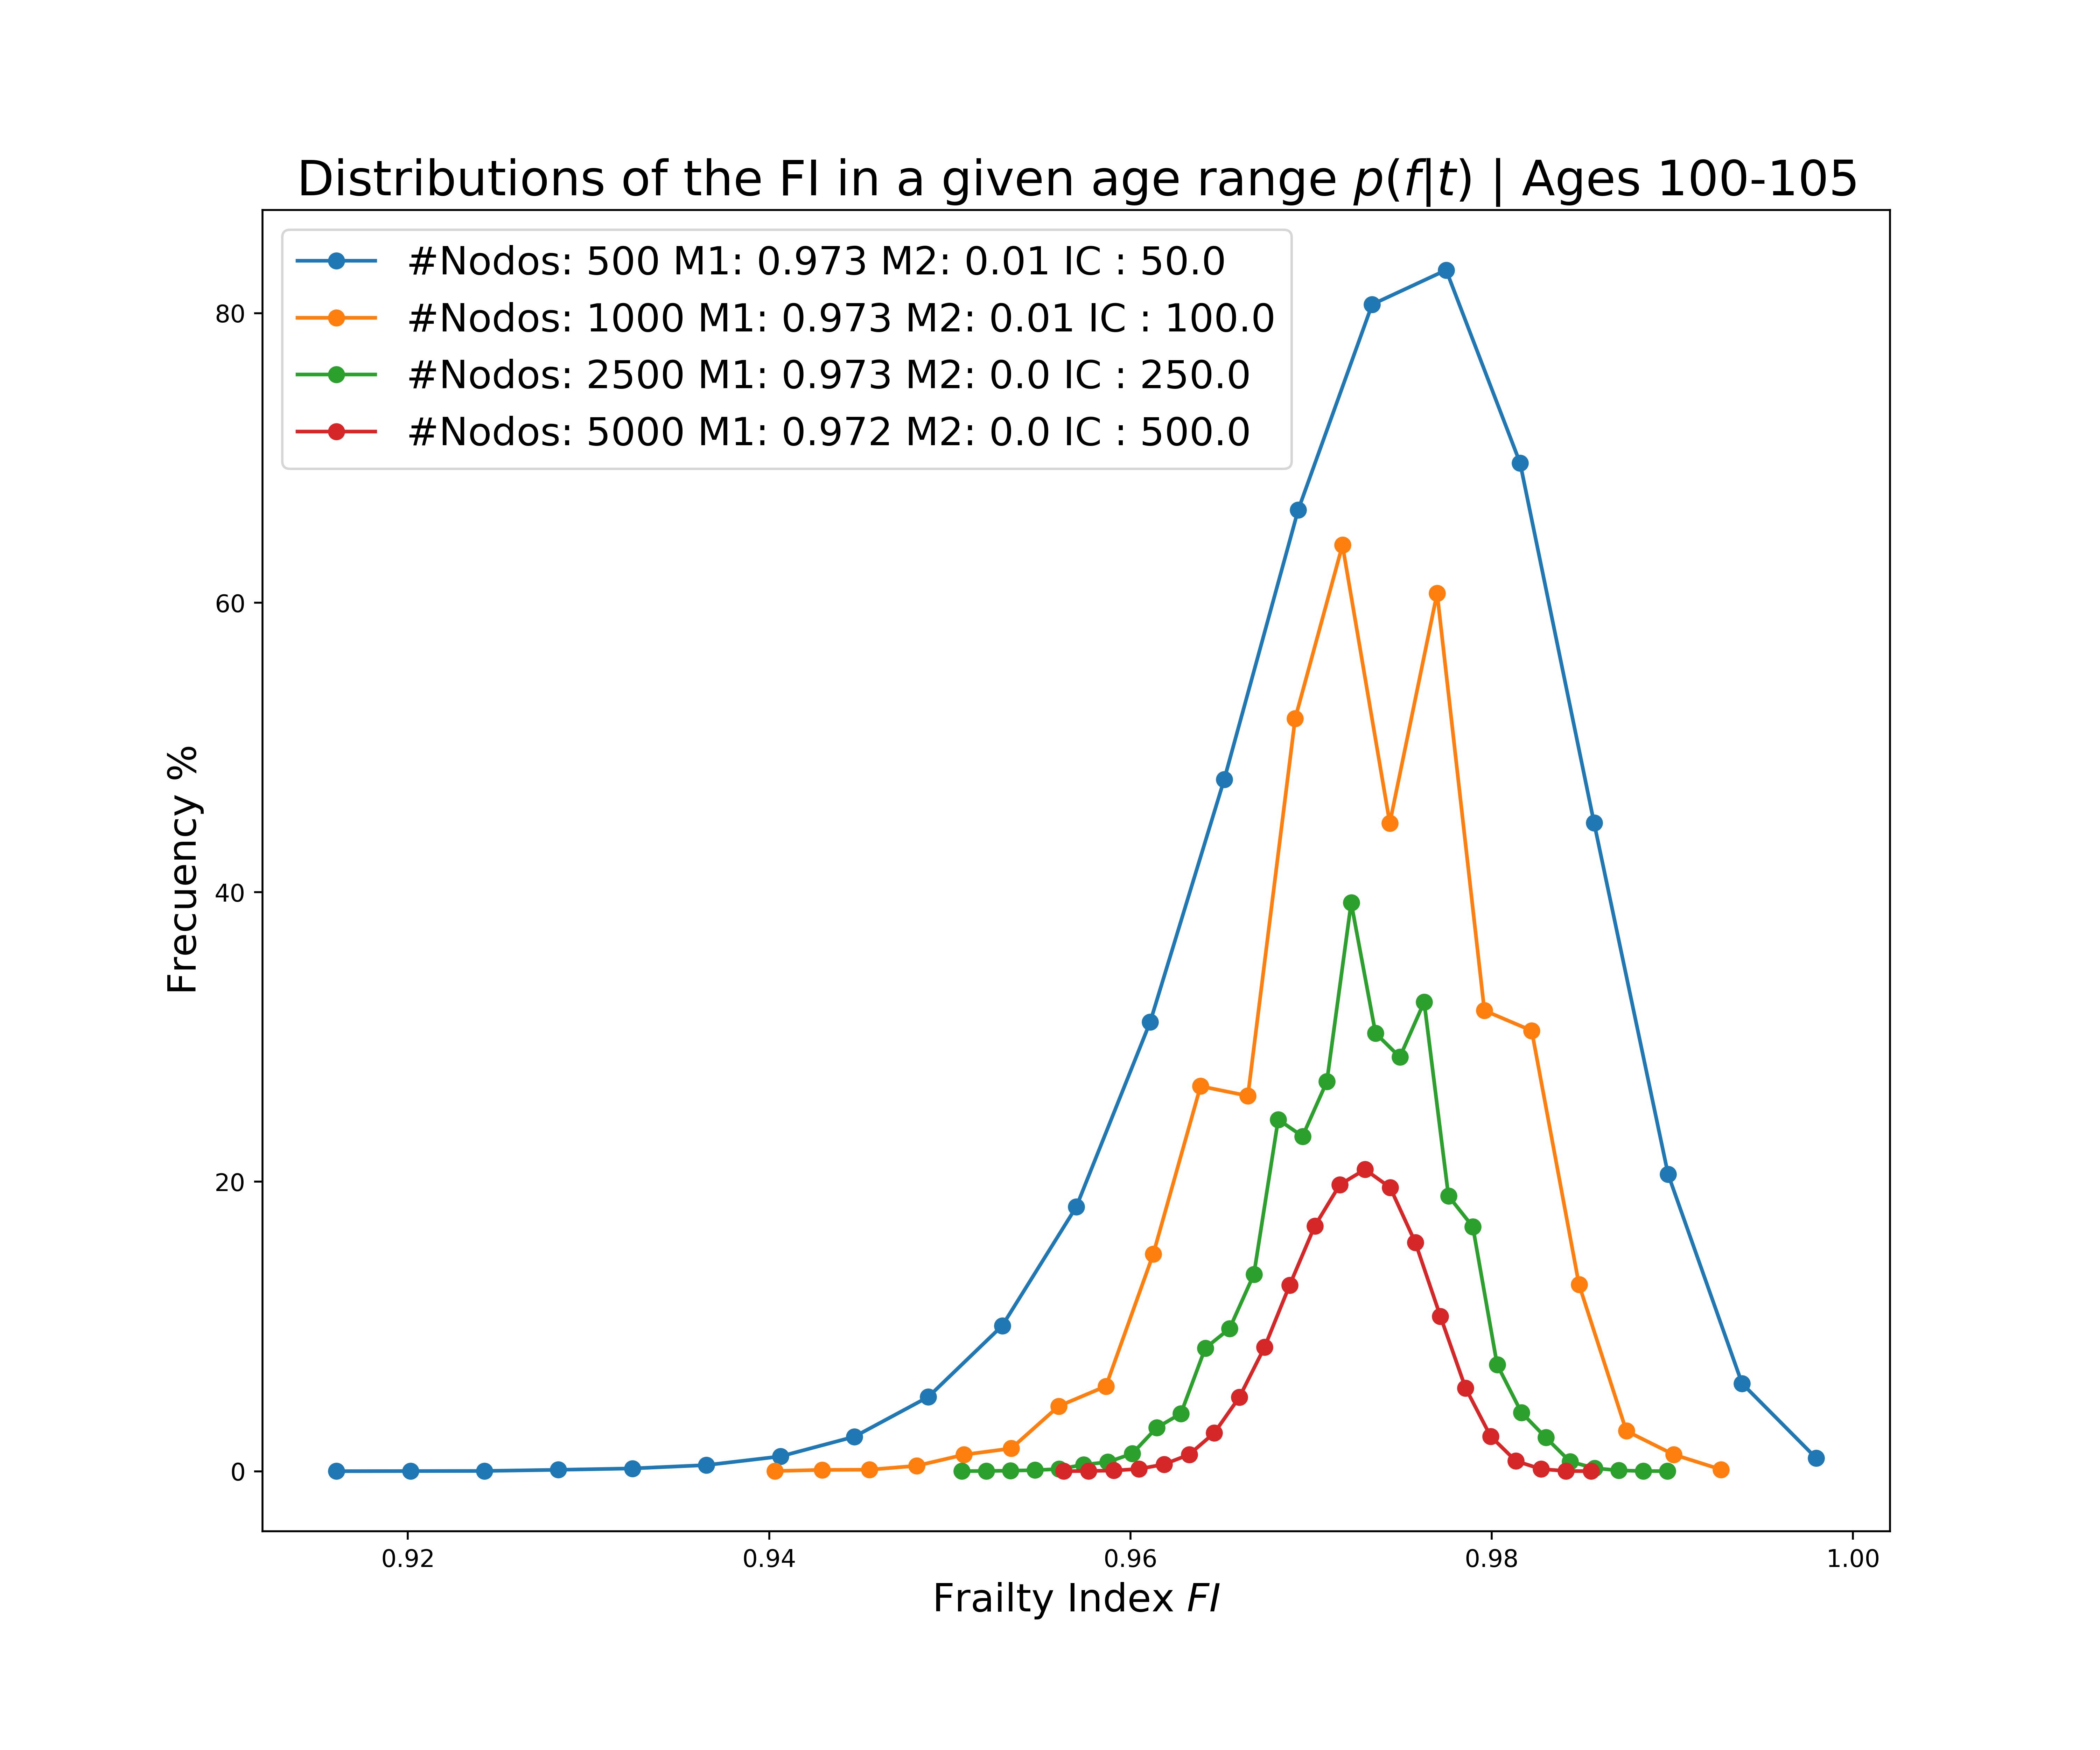 Distributions of the FI in a given age range p(f|t) | Ages 100-105
#Nodos: 500 M1: 0.973 M2: 0.01 IC : 50.0
#Nodos: 1000 M1: 0.973 M2: 0.01 IC : 100.0
#Nodos: 2500 M1: 0.973 M2: 0.0 IC : 250.0
#Nodos: 5000 M1: 0.972 M2: 0.0 IC : 500.0
80
60
40
20
0
Frecuency %
0.92 0.94 0.96 0.98 1.00
Frailty Index FI